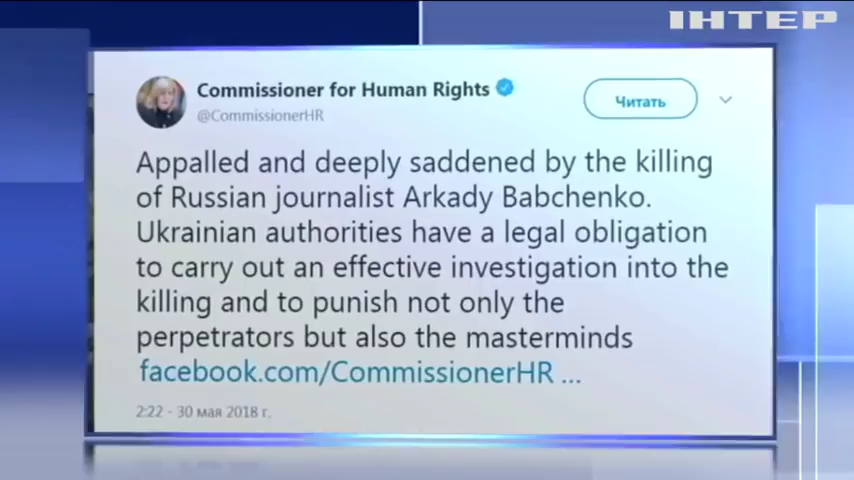 ІНТЕР
Commissioner for Human Rights
@CommissionerHR
Читать
Appalled and deeply saddened by the killing
of Russian journalist Arkady Babchenko.
Ukrainian authorities have a legal obligation
to carry out an effective investigation into the
killing and to punish not only the
perpetrators but also the masterminds
facebook.com/CommissionerHR ...
2:22 - 30 мая 2018 г.